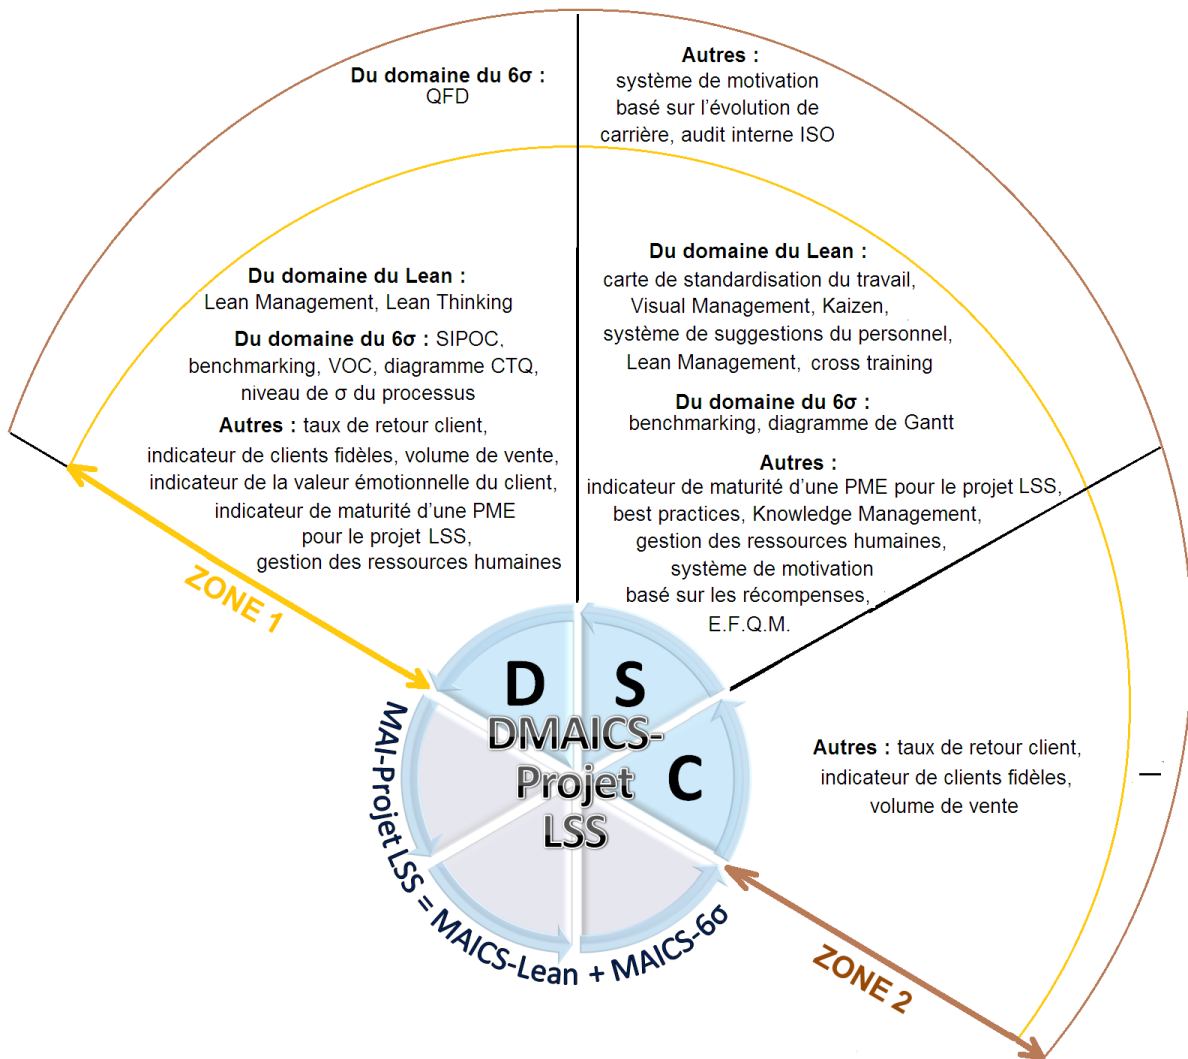 Du domaine du 6σ :
QFD
Autres :
système de motivation
basé sur l'évolution de
carrière, audit interne ISO
Du domaine du Lean :
Lean Management, Lean Thinking
Du domaine du 6σ : SIPOC,
benchmarking, VOC, diagramme CTQ,
niveau de σ du processus
Autres : taux de retour client,
indicateur de clients fidèles, volume de vente,
indicateur de la valeur émotionnelle du client,
indicateur de maturité d'une PME
pour le projet LSS,
gestion des ressources humaines
Du domaine du Lean :
carte de standardisation du travail,
Visual Management, Kaizen,
système de suggestions du personnel,
Lean Management, cross training
Du domaine du 6σ :
benchmarking, diagramme de Gantt
Autres :
indicateur de maturité d'une PME pour le projet LSS,
best practices, Knowledge Management,
gestion des ressources humaines,
système de motivation
basé sur les récompenses,
E.F.Q.M.
ZONE 1
D
S
C
DMAICS-
Projet
LSS
Autres : taux de retour client,
indicateur de clients fidèles,
volume de vente
—
MAI-Projet LSS = MAICS-Lean + MAICS-6σ
ZONE 2